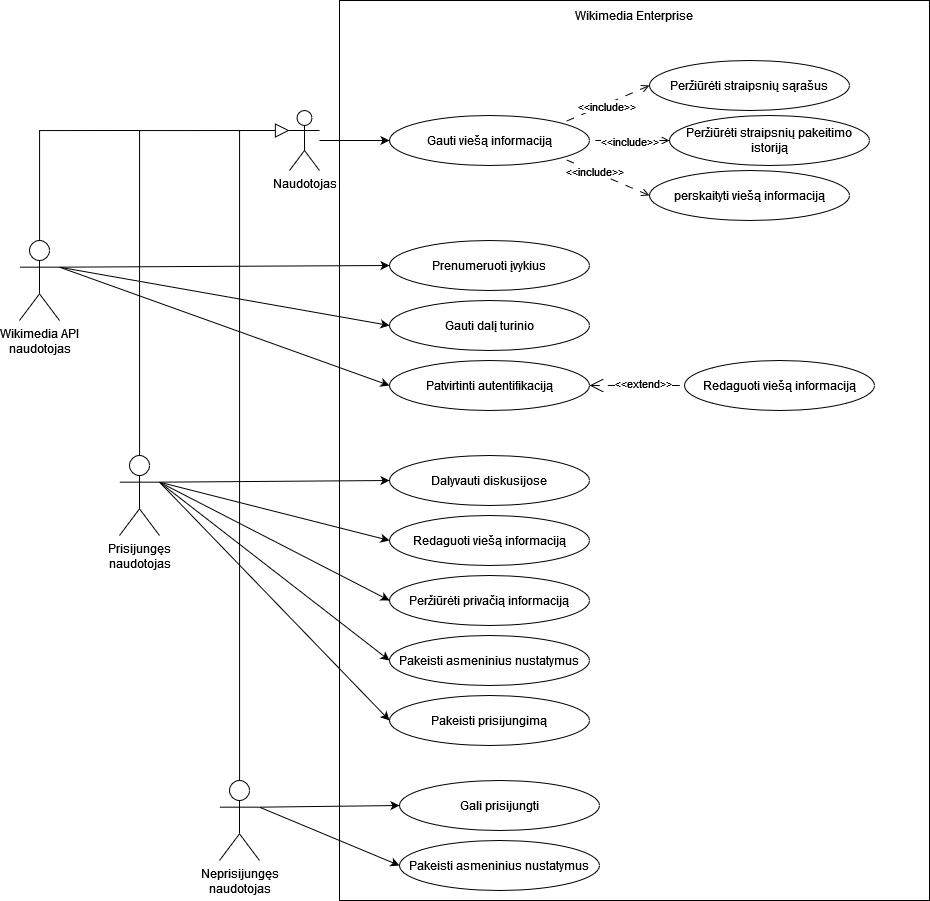 Wikimedia Enterprise
Peržiūrėti straipsnių sąrašus
<<include>>
Gauti viešą informaciją
<<include>>
Peržiūrėti straipsnių pakeitimo
istoriją
<<include>>
perskaityti viešą informaciją
Naudotojas
Prenumeruoti įvykius
Wikimedia API
naudotojas
Gauti dalį turinio
Patvirtinti autentifikaciją
<<extend>>
Redaguoti viešą informaciją
Prisijungęs
naudotojas
Dalyvauti diskusijose
Redaguoti viešą informaciją
Peržiūrėti privačią informaciją
Pakeisti asmeninius nustatymus
Pakeisti prisijungimą
Neprisijungęs
naudotojas
Gali prisijungti
Pakeisti asmeninius nustatymus